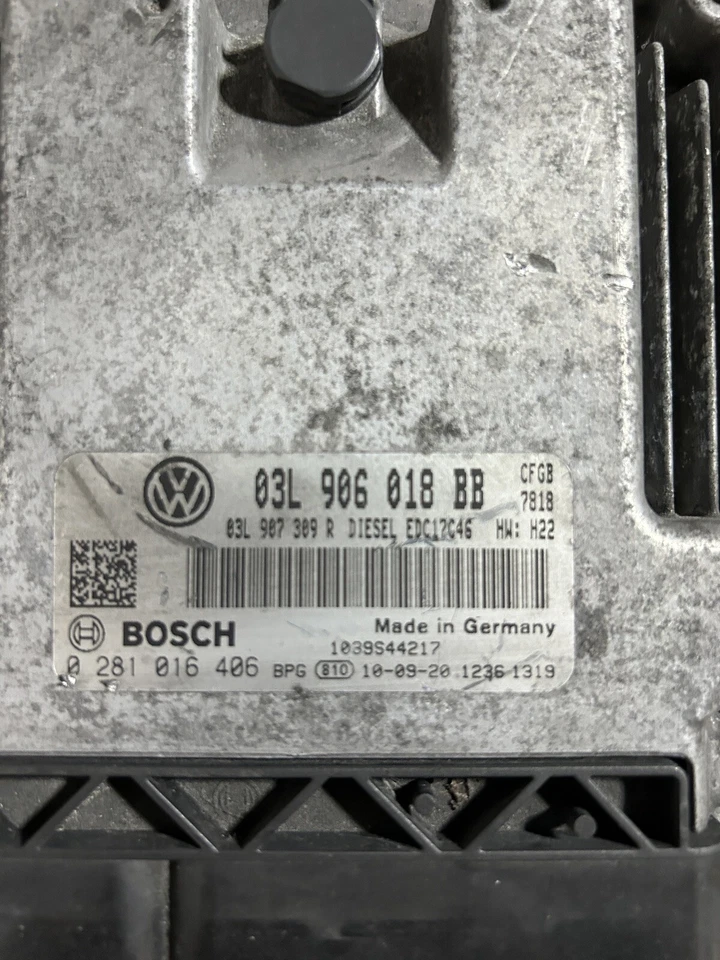 03L 906 018 BB CFGB
7818
03L 907 309 R DIESEL EDC17C46 HW: H22
BOSCH Made in Germany
1039S44217
0 281 016 406 BPG 810 10-09-20 1236 1319